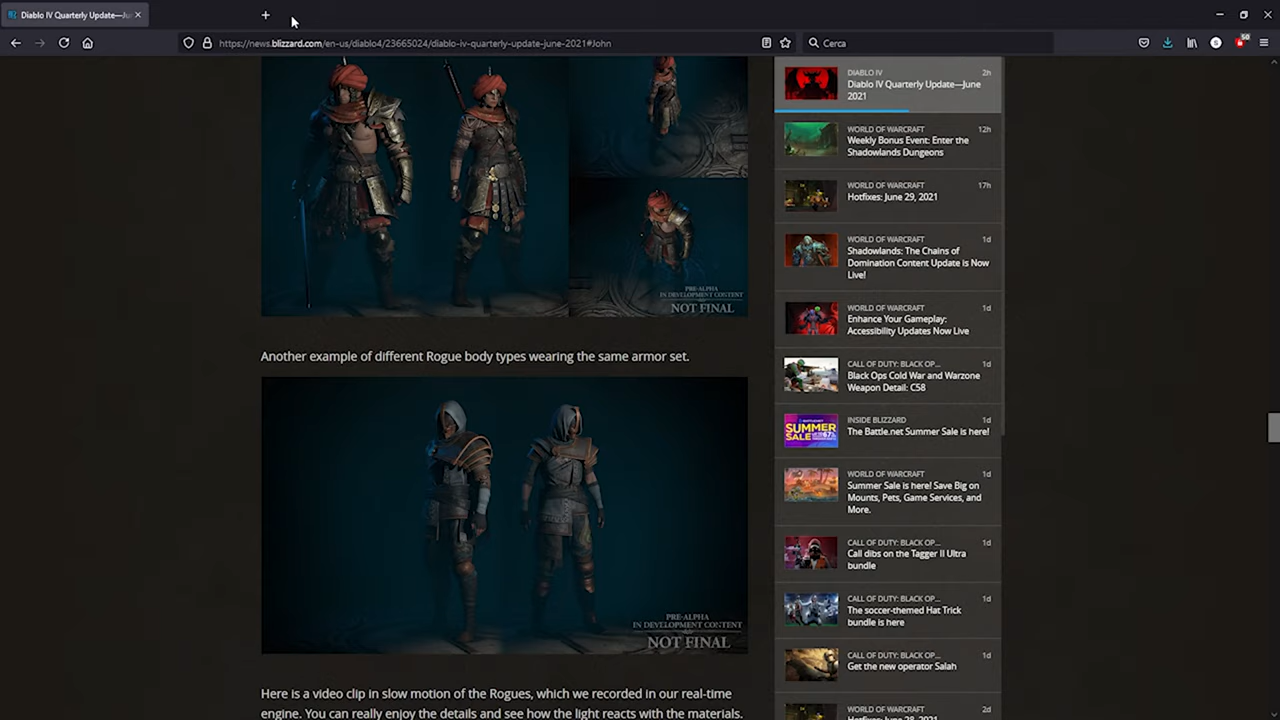 Diablo IV Quarterly Update—Ju
https://news.blizzard.com/en-us/diablo4/23665024/diablo-iv-quarterly-update-june-2021#John
Cerca
50
PRE-ALPHA
IN DEVELOPMENT CONTENT
NOT FINAL
Another example of different Rogue body types wearing the same armor set.
PRE-ALPHA
IN DEVELOPMENT CONTENT
NOT FINAL
Here is a video clip in slow motion of the Rogues, which we recorded in our real-time
engine. You can really enjoy the details and see how the light reacts with the materials.
DIABLO IV 2h
Diablo IV Quarterly Update—June
2021
WORLD OF WARCRAFT 12h
Weekly Bonus Event: Enter the
Shadowlands Dungeons
WORLD OF WARCRAFT 17h
Hotfixes: June 29, 2021
WORLD OF WARCRAFT 1d
Shadowlands: The Chains of
Domination Content Update is Now
Live!
WORLD OF WARCRAFT 1d
Enhance Your Gameplay:
Accessibility Updates Now Live
CALL OF DUTY: BLACK OP... 1d
Black Ops Cold War and Warzone
Weapon Detail: C58
SUMMER
SALE
INSIDE BLIZZARD 1d
The Battle.net Summer Sale is here!
WORLD OF WARCRAFT 1d
Summer Sale is here! Save Big on
Mounts, Pets, Game Services, and
More.
CALL OF DUTY: BLACK OP... 1d
Call dibs on the Tagger II Ultra
bundle
CALL OF DUTY: BLACK OP... 1d
The soccer-themed Hat Trick
bundle is here
CALL OF DUTY: BLACK OP... 1d
Get the new operator Salah
WORLD OF WARCRAFT 2d